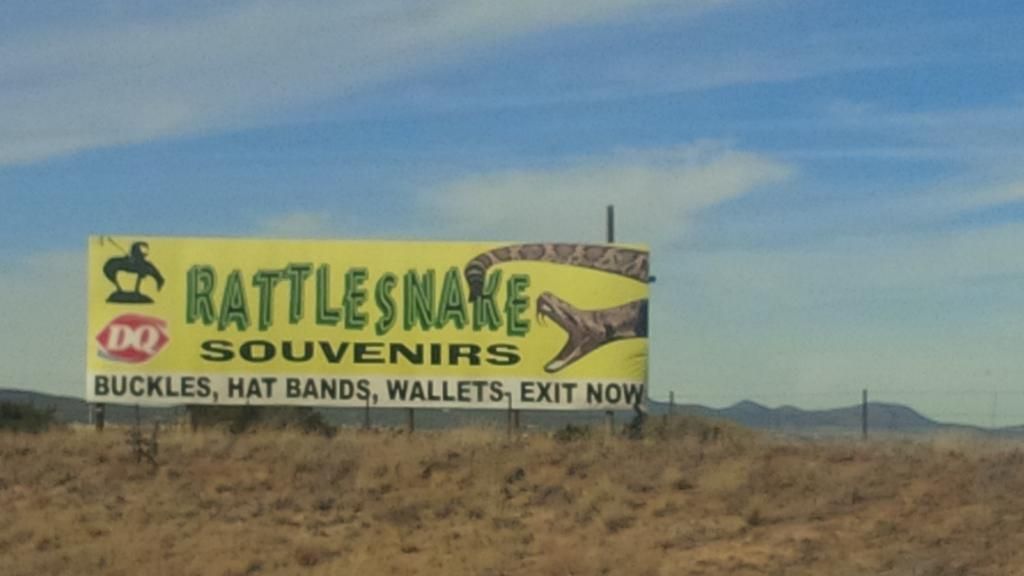 RATTLESNAKE
DQ
SOUVENIRS
BUCKLES, HAT BANDS, WALLETS, EXIT NOW